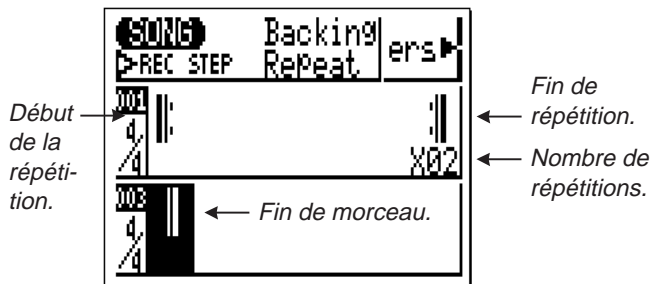 SONG Backing
▷REC STEP Repeat ers▶
Début
de la
répéti-
tion.
001
4/4
X02
Fin de
répétition.
Nombre de
répétitions.
003
4/4
Fin de morceau.